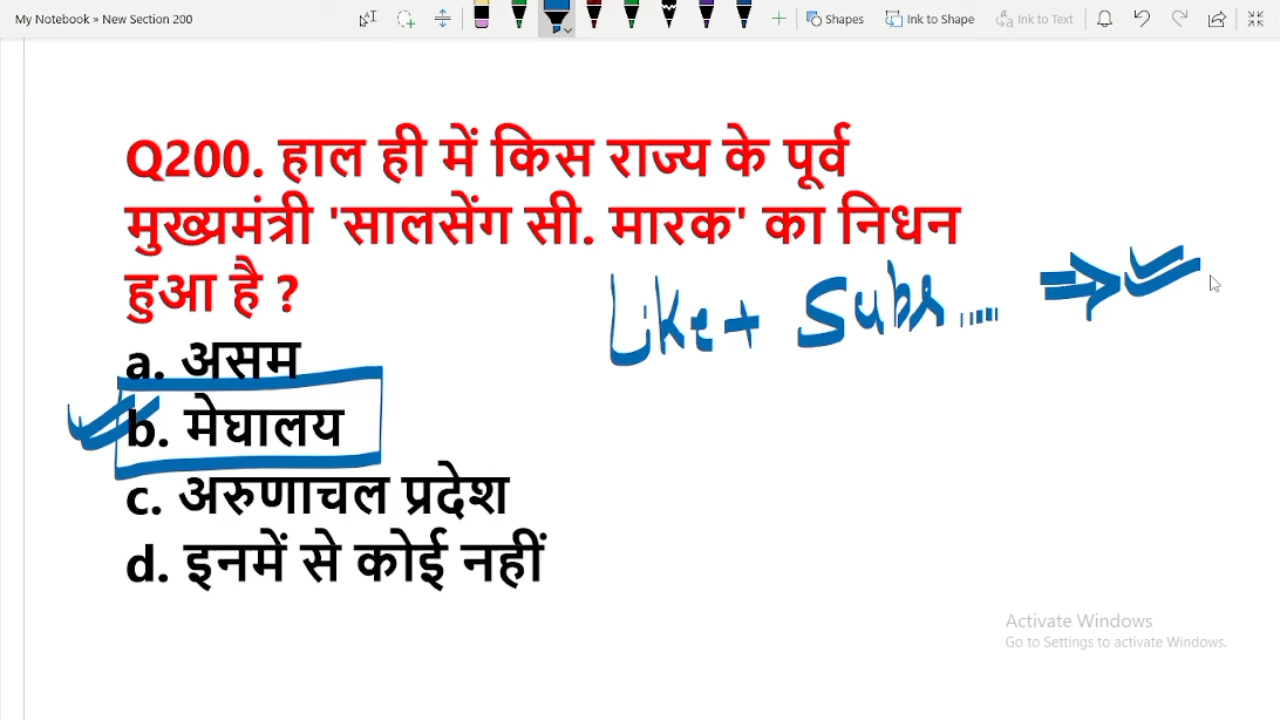 My Notebook » New Section 200
Shapes
Ink to Shape
Ink to Text
Q200. हाल ही में किस राज्य के पूर्व
मुख्यमंत्री 'सालसेंग सी. मारक' का निधन
हुआ है ?
Like + Subs.....
a. असम
b. मेघालय
c. अरुणाचल प्रदेश
d. इनमें से कोई नहीं
Activate Windows
Go to Settings to activate Windows.